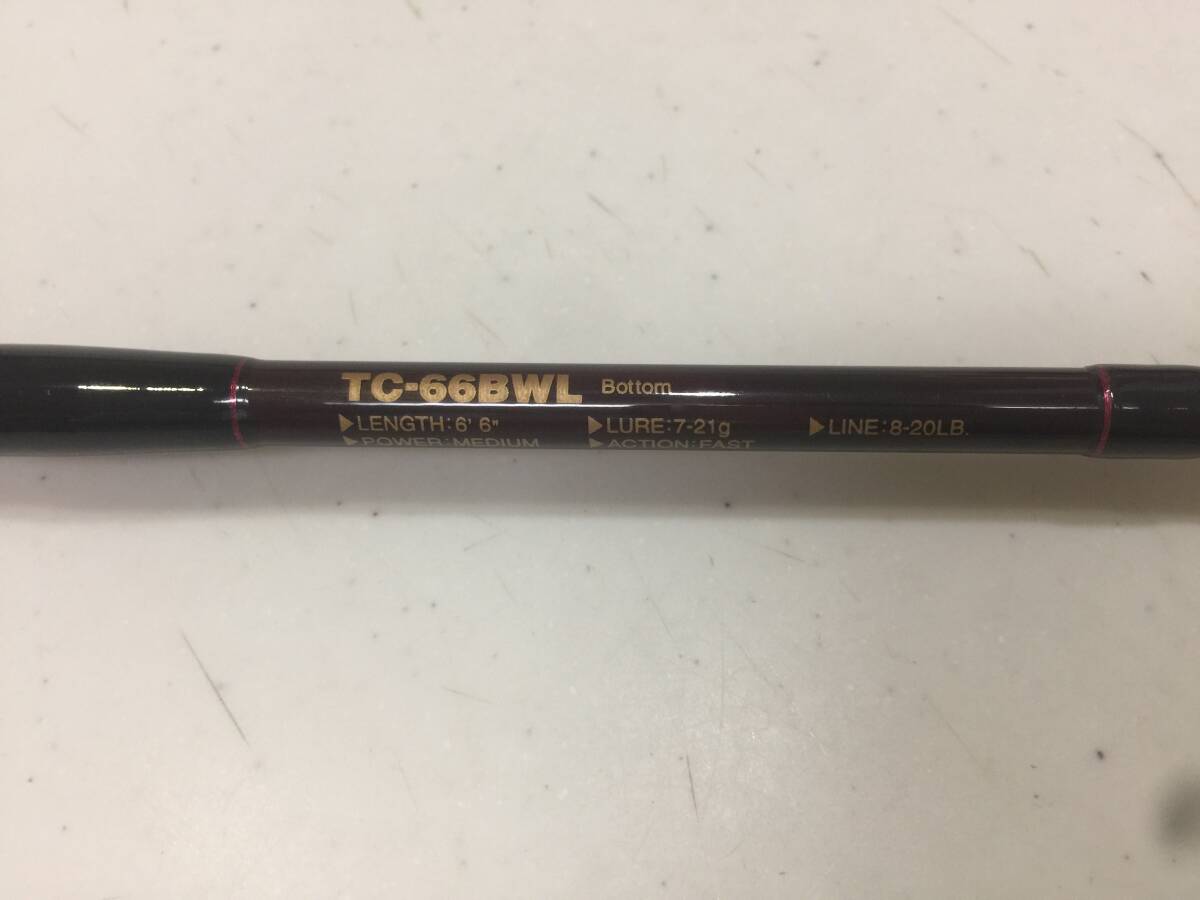 TC-66BWL Bottom
▶LENGTH:6' 6" ▶LURE:7-21g ▶LINE:8-20LB.
▶POWER:MEDIUM ▶ACTION:FAST